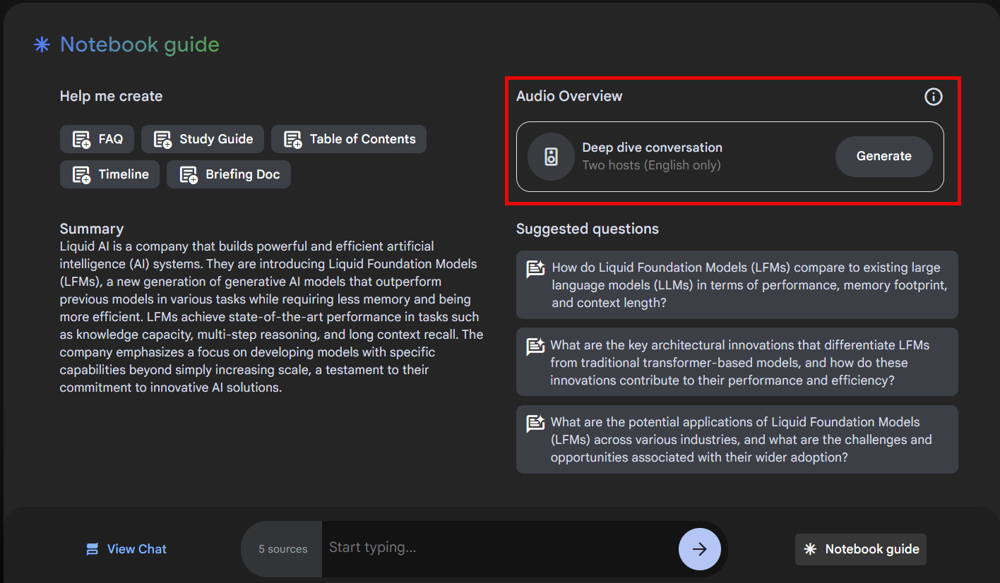 Notebook guide
Help me create
FAQ
Study Guide
Table of Contents
Timeline
Briefing Doc
Audio Overview
Deep dive conversation
Two hosts (English only)
Generate
Summary
Liquid AI is a company that builds powerful and efficient artificial
intelligence (AI) systems. They are introducing Liquid Foundation Models
(LFMs), a new generation of generative AI models that outperform
previous models in various tasks while requiring less memory and being
more efficient. LFMs achieve state-of-the-art performance in tasks such
as knowledge capacity, multi-step reasoning, and long context recall. The
company emphasizes a focus on developing models with specific
capabilities beyond simply increasing scale, a testament to their
commitment to innovative AI solutions.
Suggested questions
How do Liquid Foundation Models (LFMs) compare to existing large
language models (LLMs) in terms of performance, memory footprint,
and context length?
What are the key architectural innovations that differentiate LFMs
from traditional transformer-based models, and how do these
innovations contribute to their performance and efficiency?
What are the potential applications of Liquid Foundation Models
(LFMs) across various industries, and what are the challenges and
opportunities associated with their wider adoption?
View Chat
5 sources
Start typing...
Notebook guide